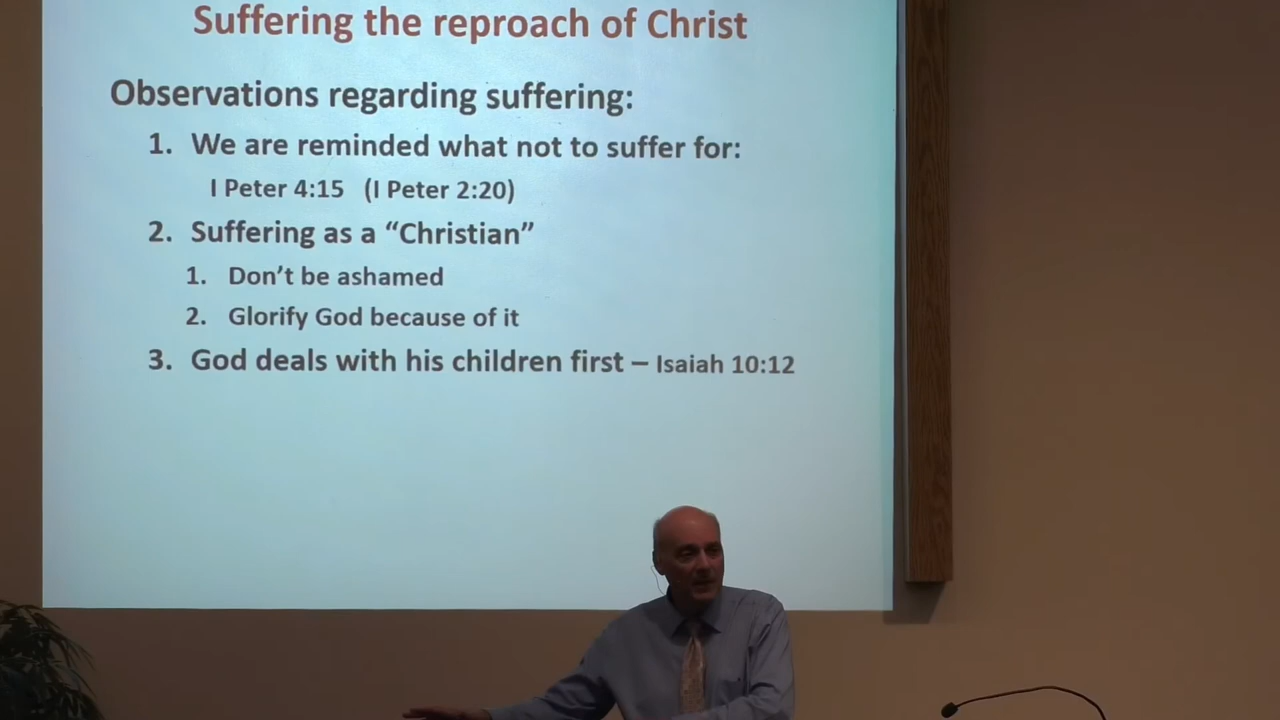 Suffering the reproach of Christ
Observations regarding suffering:
1. We are reminded what not to suffer for:
I Peter 4:15 (I Peter 2:20)
2. Suffering as a “Christian”
1. Don’t be ashamed
2. Glorify God because of it
3. God deals with his children first – Isaiah 10:12